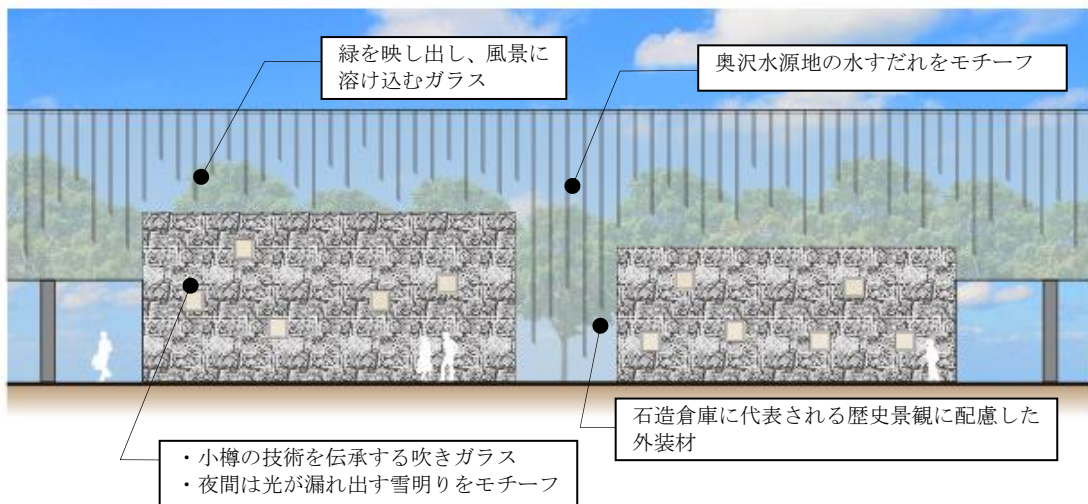 緑を映し出し、風景に
溶け込むガラス
奥沢水源地の水すだれをモチーフ
石造倉庫に代表される歴史景観に配慮した
外装材
・小樽の技術を伝承する吹きガラス
・夜間は光が漏れ出す雪明りをモチーフ